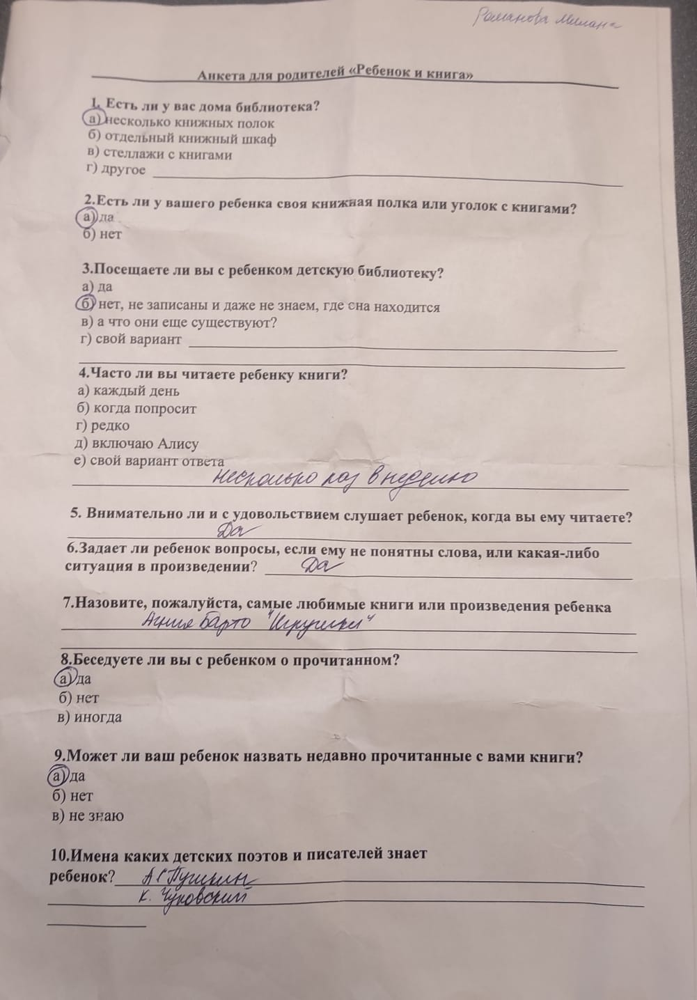 Романова Милана
Анкета для родителей «Ребенок и книга»
1. Есть ли у вас дома библиотека?
а) несколько книжных полок
б) отдельный книжный шкаф
в) стеллажи с книгами
г) другое
2.Есть ли у вашего ребенка своя книжная полка или уголок с книгами?
а) да
б) нет
3.Посещаете ли вы с ребенком детскую библиотеку?
а) да
б) нет, не записаны и даже не знаем, где она находится
в) а что они еще существуют?
г) свой вариант
4.Часто ли вы читаете ребенку книги?
а) каждый день
б) когда попросит
г) редко
д) включаю Алису
е) свой вариант ответа
несколько раз в неделю
5. Внимательно ли и с удовольствием слушает ребенок, когда вы ему читаете?
Да
6.Задает ли ребенок вопросы, если ему не понятны слова, или какая-либо
ситуация в произведении? Да
7.Назовите, пожалуйста, самые любимые книги или произведения ребенка
Агния Барто "Игрушки"
8.Беседуете ли вы с ребенком о прочитанном?
а) да
б) нет
в) иногда
9.Может ли ваш ребенок назвать недавно прочитанные с вами книги?
а) да
б) нет
в) не знаю
10.Имена каких детских поэтов и писателей знает
ребенок? А С Пушкин
К. Чуковский